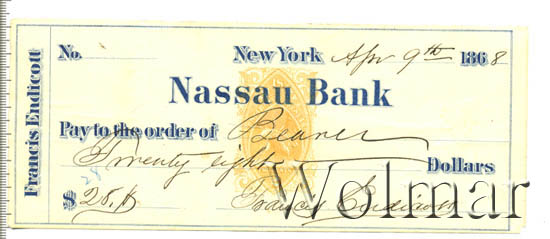 No. New York Apr 9th 1868
Francis Endicott
Nassau Bank
Pay to the order of Bearer
Twenty eight Dollars
28
$ 28.
Francis Endicott
Wolmar